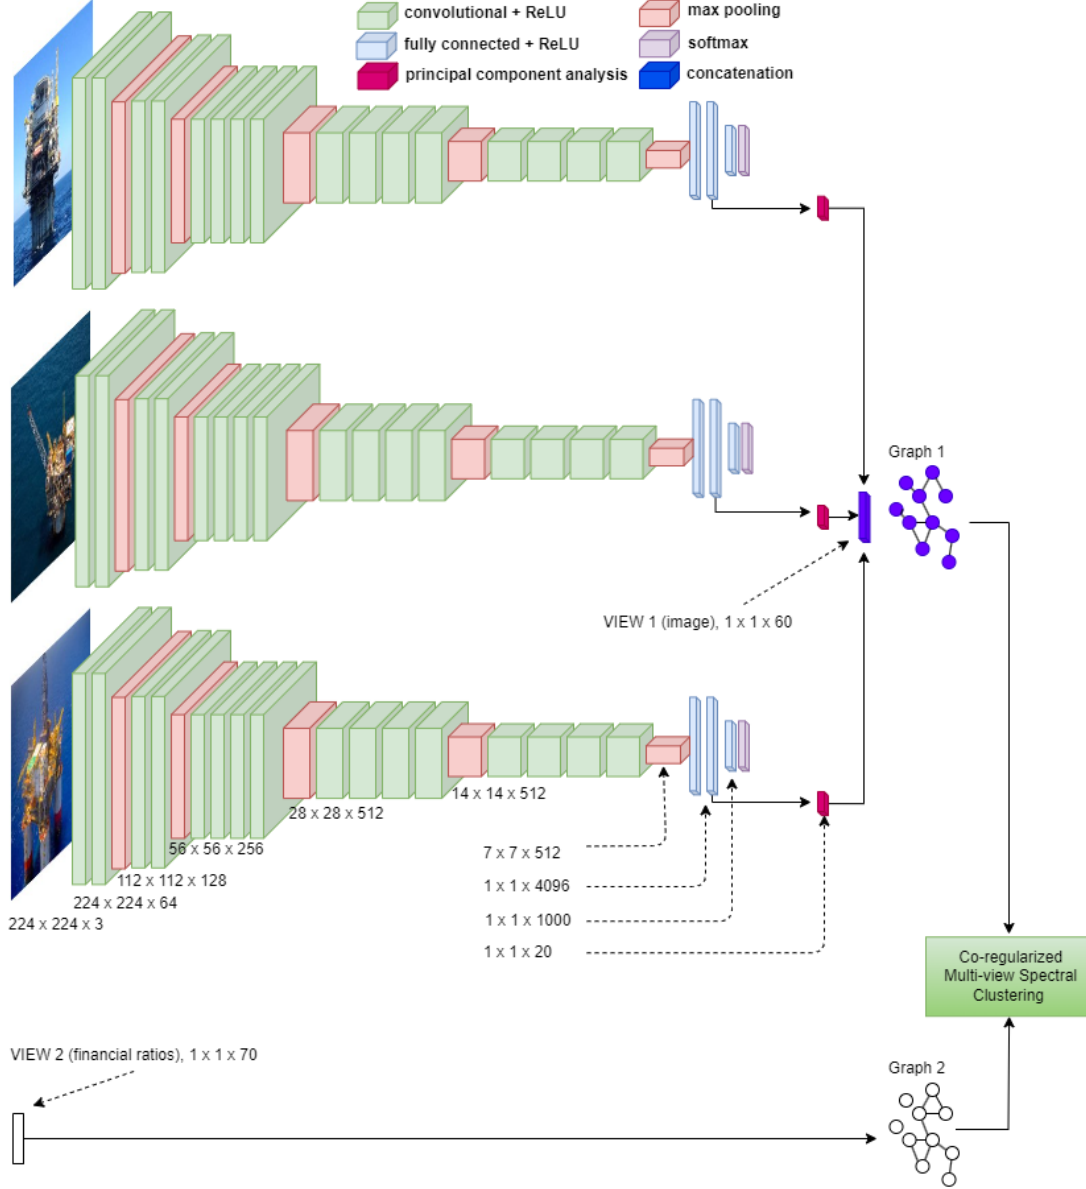 convolutional + ReLU
max pooling
fully connected + ReLU
softmax
principal component analysis
concatenation
Graph 1
VIEW 1 (image), 1 x 1 x 60
14 x 14 x 512
28 x 28 x 512
56 x 56 x 256
7 x 7 x 512
112 x 112 x 128
1 x 1 x 4096
224 x 224 x 64
224 x 224 x 3
1 x 1 x 1000
1 x 1 x 20
Co-regularized
Multi-view Spectral
Clustering
VIEW 2 (financial ratios), 1 x 1 x 70
Graph 2